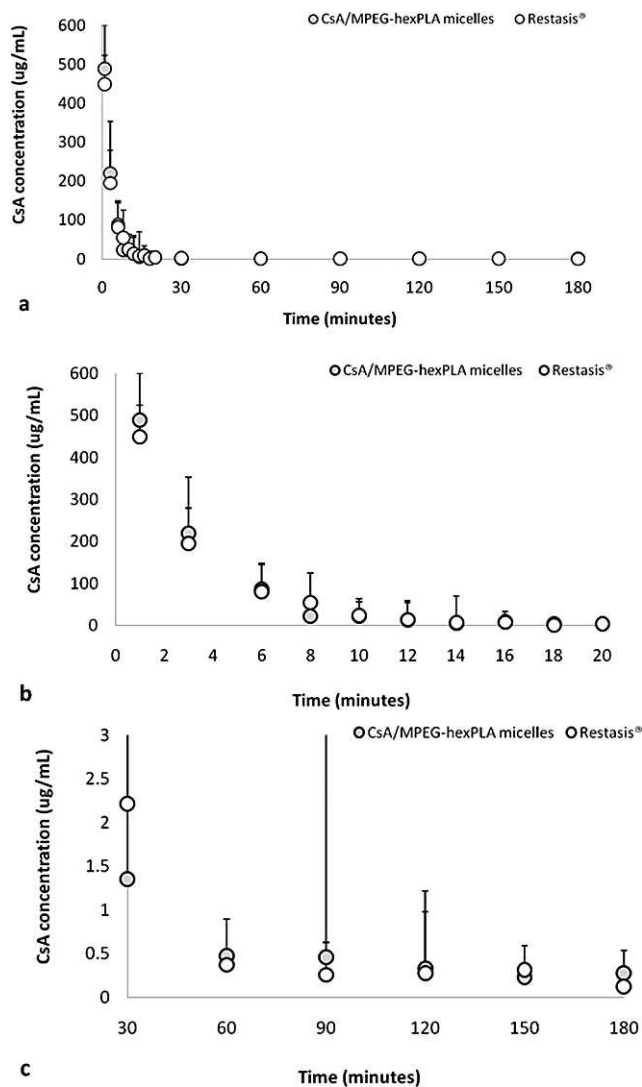 CsA/MPEG-hexPLA micelles Restasis®
CsA concentration (ug/mL)
600
500
400
300
200
100
0
0 30 60 90 120 150 180
Time (minutes)
a
CsA/MPEG-hexPLA micelles Restasis®
CsA concentration (ug/mL)
600
500
400
300
200
100
0
0 2 4 6 8 10 12 14 16 18 20
Time (minutes)
b
CsA/MPEG-hexPLA micelles Restasis®
CsA concentration (ug/mL)
3
2.5
2
1.5
1
0.5
0
30 60 90 120 150 180
Time (minutes)
c